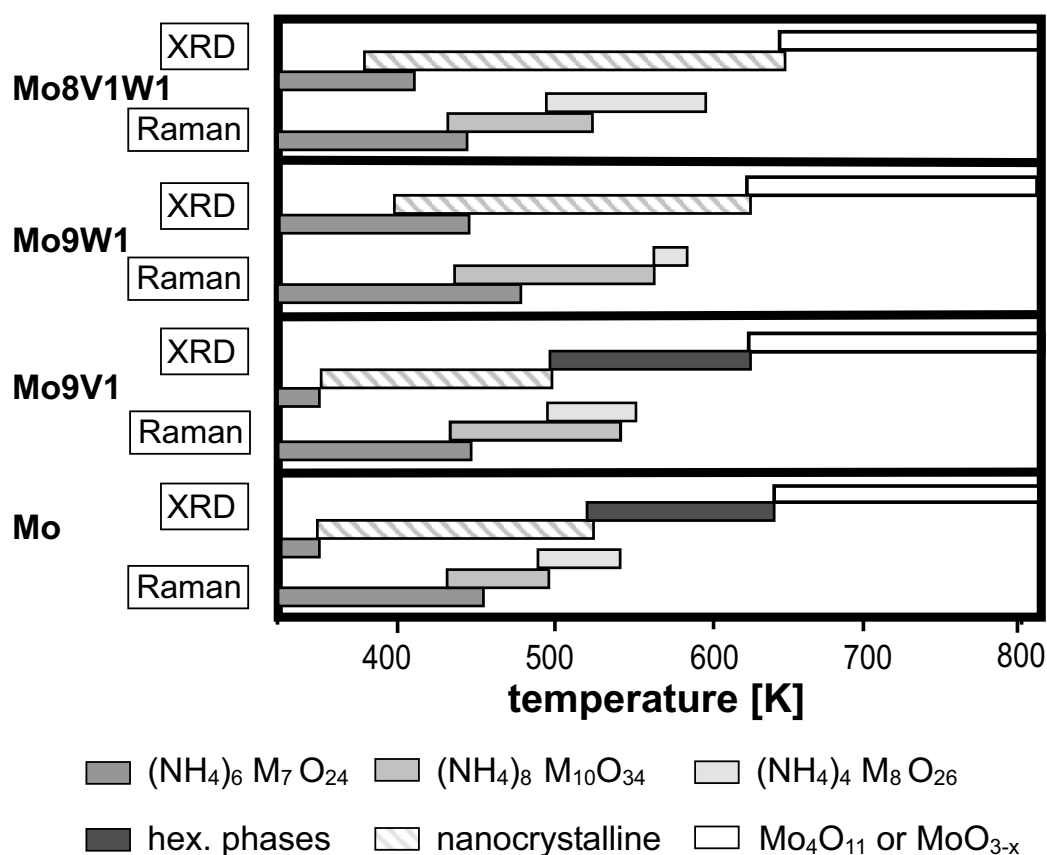 XRD
Mo8V1W1
Raman
XRD
Mo9W1
Raman
XRD
Mo9V1
Raman
XRD
Mo
Raman
400 500 600 700 800
temperature [K]
(NH₄)₆ M₇ O₂₄ (NH₄)₈ M₁₀O₃₄ (NH₄)₄ M₈ O₂₆
hex. phases nanocrystalline Mo₄O₁₁ or MoO₃₋ₓ